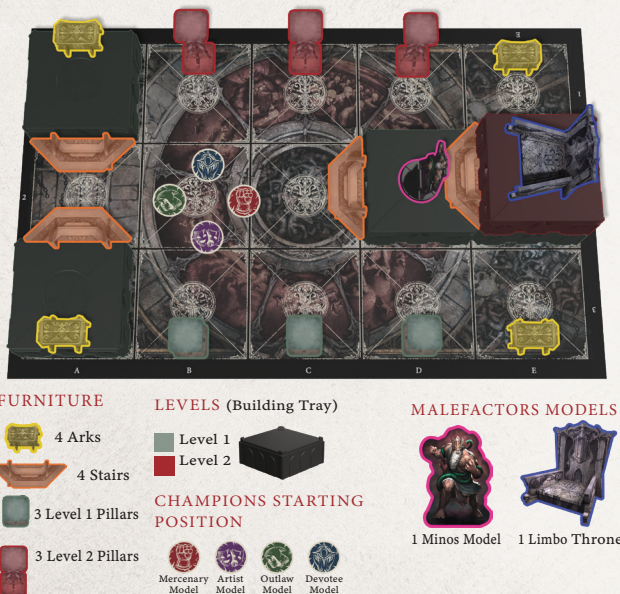 E
1
2
3
A B C D E
FURNITURE
4 Arks
4 Stairs
3 Level 1 Pillars
3 Level 2 Pillars
LEVELS (Building Tray)
Level 1
Level 2
CHAMPIONS STARTING
POSITION
Mercenary
Model
Artist
Model
Outlaw
Model
Devotee
Model
MALEFACTORS MODELS
1 Minos Model
1 Limbo Throne